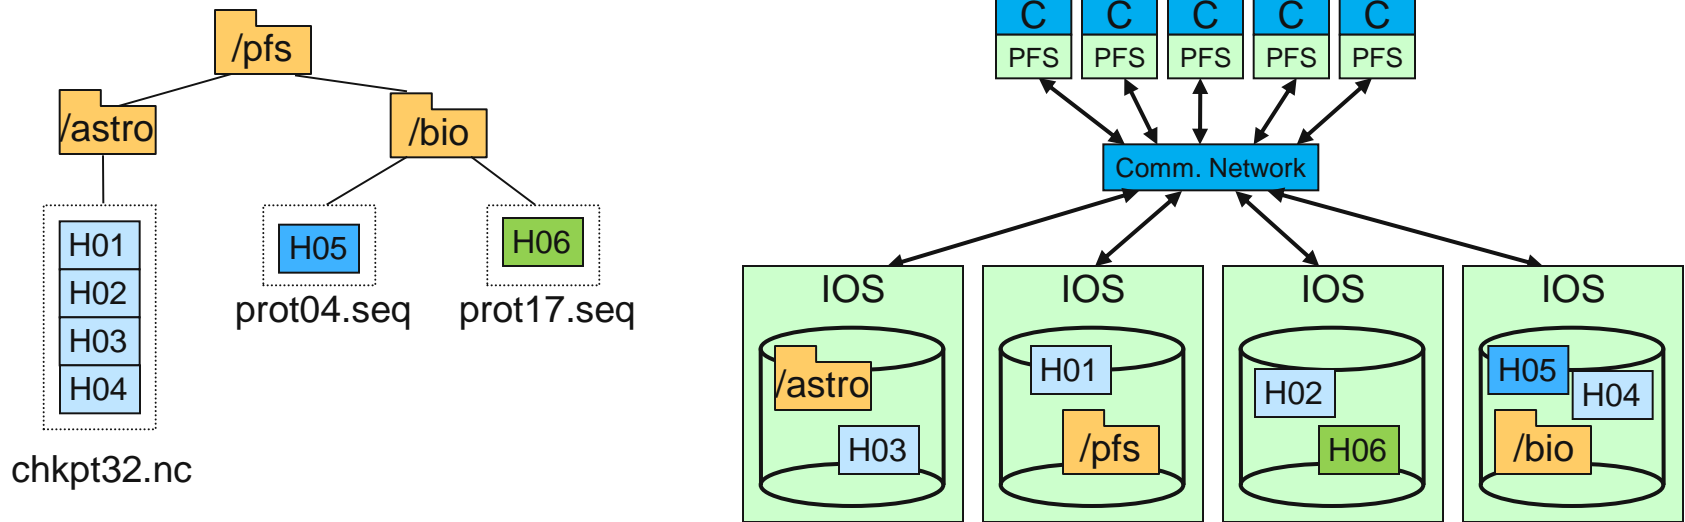 /pfs
/astro
/bio
H01
H02
H03
H04
H05
H06
prot04.seq
prot17.seq
chkpt32.nc
C C C C C
PFS PFS PFS PFS PFS
Comm. Network
IOS IOS IOS IOS
/astro
H03
H01
/pfs
H02
H06
H05
H04
/bio